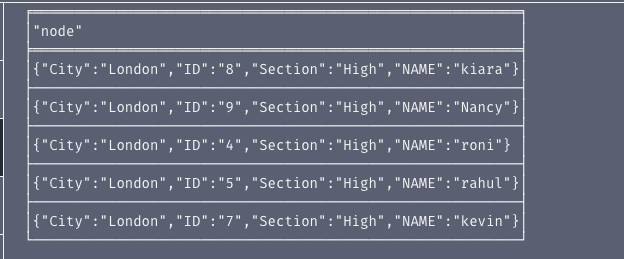 "node"
{"City":"London","ID":"8","Section":"High","NAME":"kiara"}
{"City":"London","ID":"9","Section":"High","NAME":"Nancy"}
{"City":"London","ID":"4","Section":"High","NAME":"roni"}
{"City":"London","ID":"5","Section":"High","NAME":"rahul"}
{"City":"London","ID":"7","Section":"High","NAME":"kevin"}